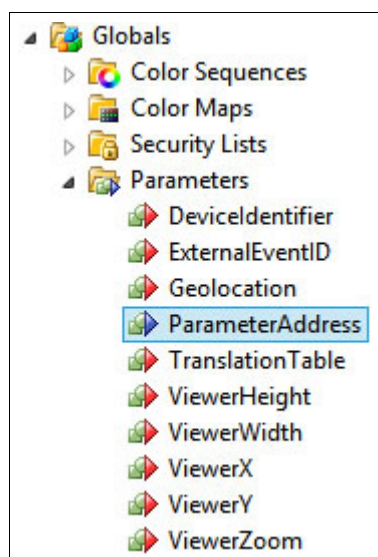 Globals
Color Sequences
Color Maps
Security Lists
Parameters
DeviceIdentifier
ExternalEventID
Geolocation
ParameterAddress
TranslationTable
ViewerHeight
ViewerWidth
ViewerX
ViewerY
ViewerZoom